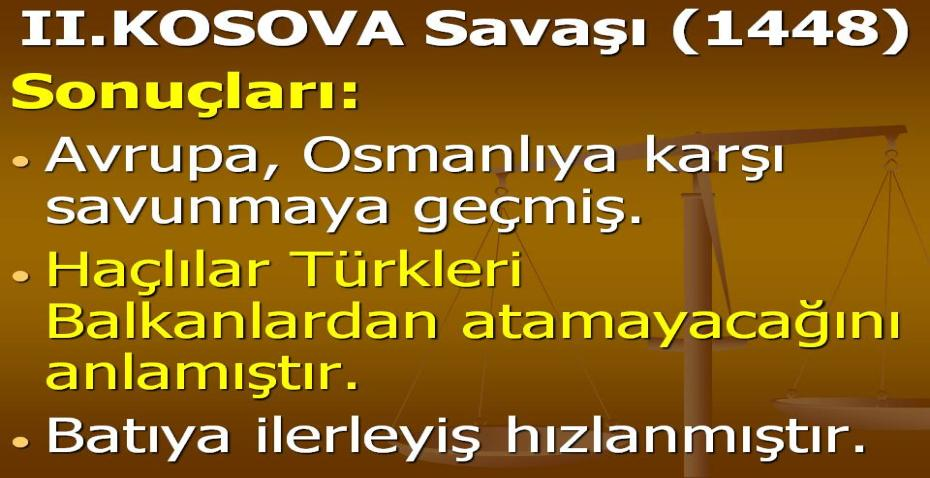 II.KOSOVA Savaşı (1448)
Sonuçları:
• Avrupa, Osmanlıya karşı
savunmaya geçmiş.
• Haçlılar Türkleri
Balkanlardan atamayacağını
anlamıştır.
• Batıya ilerleyiş hızlanmıştır.